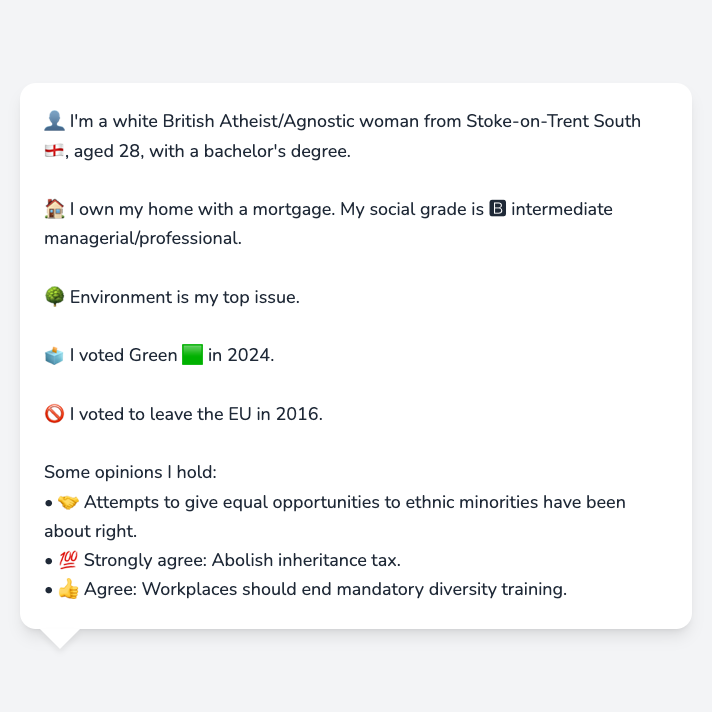 👤 I'm a white British Atheist/Agnostic woman from Stoke-on-Trent South
🏴󠁧󠁢󠁥󠁮󠁧󠁿, aged 28, with a bachelor's degree.
🏠 I own my home with a mortgage. My social grade is 🅱 intermediate
managerial/professional.
🌳 Environment is my top issue.
🗳️ I voted Green 🟩 in 2024.
🚫 I voted to leave the EU in 2016.
Some opinions I hold:
• 🤝 Attempts to give equal opportunities to ethnic minorities have been
about right.
• 💯 Strongly agree: Abolish inheritance tax.
• 👍 Agree: Workplaces should end mandatory diversity training.